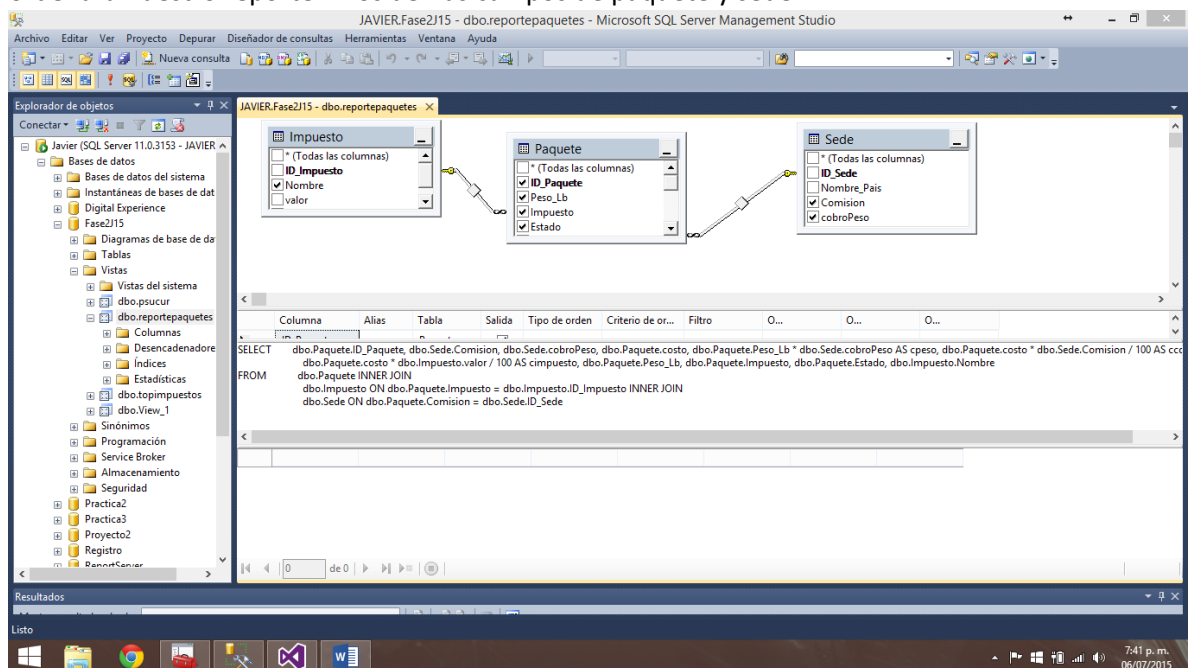 JAVIER.Fase2J15 - dbo.reportepaquetes - Microsoft SQL Server Management Studio
Archivo Editar Ver Proyecto Depurar Diseñador de consultas Herramientas Ventana Ayuda
Nueva consulta
Explorador de objetos
Conectar
Javier (SQL Server 11.0.3153 - JAVIER
Bases de datos
Bases de datos del sistema
Instantáneas de bases de dat
Digital Experience
Fase2J15
Diagramas de base de da
Tablas
Vistas
Vistas del sistema
dbo.psucur
dbo.reportepaquetes
Columnas
Desencadenadore
Índices
Estadísticas
dbo.topimpuestos
dbo.View_1
Sinónimos
Programación
Service Broker
Almacenamiento
Seguridad
Practica2
Practica3
Proyecto2
Registro
ReportServer
JAVIER.Fase2J15 - dbo.reportepaquetes
Impuesto
* (Todas las columnas)
ID_Impuesto
Nombre
valor
Paquete
* (Todas las columnas)
ID_Paquete
Peso_Lb
Impuesto
Estado
Sede
* (Todas las columnas)
ID_Sede
Nombre_Pais
Comision
cobroPeso
Columna Alias Tabla Salida Tipo de orden Criterio de or... Filtro O... O... O...
SELECT dbo.Paquete.ID_Paquete, dbo.Sede.Comision, dbo.Sede.cobroPeso, dbo.Paquete.costo, dbo.Paquete.Peso_Lb * dbo.Sede.cobroPeso AS cpeso, dbo.Paquete.costo * dbo.Sede.Comision / 100 AS ccc
dbo.Paquete.costo * dbo.Impuesto.valor / 100 AS cimpuesto, dbo.Paquete.Peso_Lb, dbo.Paquete.Impuesto, dbo.Paquete.Estado, dbo.Impuesto.Nombre
FROM dbo.Paquete INNER JOIN
dbo.Impuesto ON dbo.Paquete.Impuesto = dbo.Impuesto.ID_Impuesto INNER JOIN
dbo.Sede ON dbo.Paquete.Comision = dbo.Sede.ID_Sede
0 de 0
Resultados
Listo
7:41 p. m.
06/07/2015